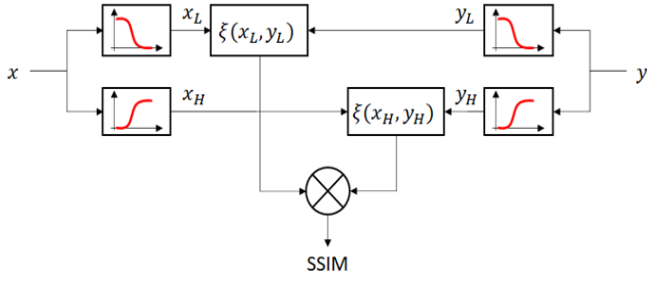 x_L y_L
ξ(x_L, y_L)
x y
x_H y_H
ξ(x_H, y_H)
SSIM